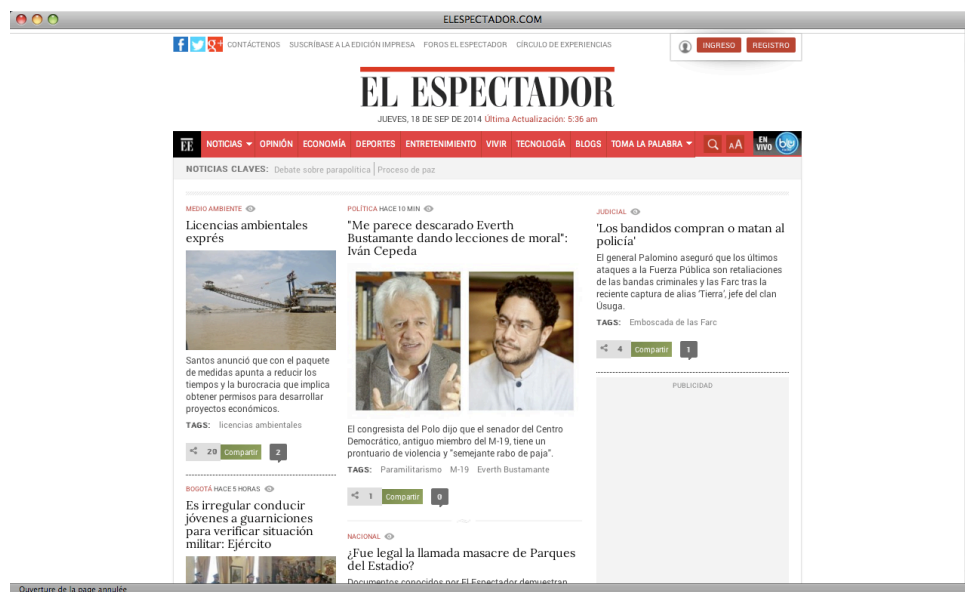 ELESPECTADOR.COM
CONTÁCTENOS SUSCRÍBASE A LA EDICIÓN IMPRESA FOROS EL ESPECTADOR CÍRCULO DE EXPERIENCIAS
INGRESO REGISTRO
EL ESPECTADOR
JUEVES, 18 DE SEP DE 2014 Última Actualización: 5:36 am
EE NOTICIAS OPINIÓN ECONOMÍA DEPORTES ENTRETENIMIENTO VIVIR TECNOLOGÍA BLOGS TOMA LA PALABRA AA EN VIVO blu
NOTICIAS CLAVES: Debate sobre parapolítica | Proceso de paz
MEDIO AMBIENTE
Licencias ambientales
exprés
Santos anunció que con el paquete
de medidas apunta a reducir los
tiempos y la burocracia que implica
obtener permisos para desarrollar
proyectos económicos.
TAGS: licencias ambientales
20 Compartir 2
BOGOTÁ HACE 5 HORAS
Es irregular conducir
jóvenes a guarniciones
para verificar situación
militar: Ejército
POLÍTICA HACE 10 MIN
"Me parece descarado Everth
Bustamante dando lecciones de moral":
Iván Cepeda
El congresista del Polo dijo que el senador del Centro
Democrático, antiguo miembro del M-19, tiene un
prontuario de violencia y "semejante rabo de paja".
TAGS: Paramilitarismo M-19 Everth Bustamante
1 Compartir 0
NACIONAL
¿Fue legal la llamada masacre de Parques
del Estadio?
Documentos conocidos por El Espectador demuestran
JUDICIAL
'Los bandidos compran o matan al
policía'
El general Palomino aseguró que los últimos
ataques a la Fuerza Pública son retaliaciones
de las bandas criminales y las Farc tras la
reciente captura de alias 'Tierra', jefe del clan
Úsuga.
TAGS: Emboscada de las Farc
4 Compartir 1
PUBLICIDAD
Ouverture de la page annulée